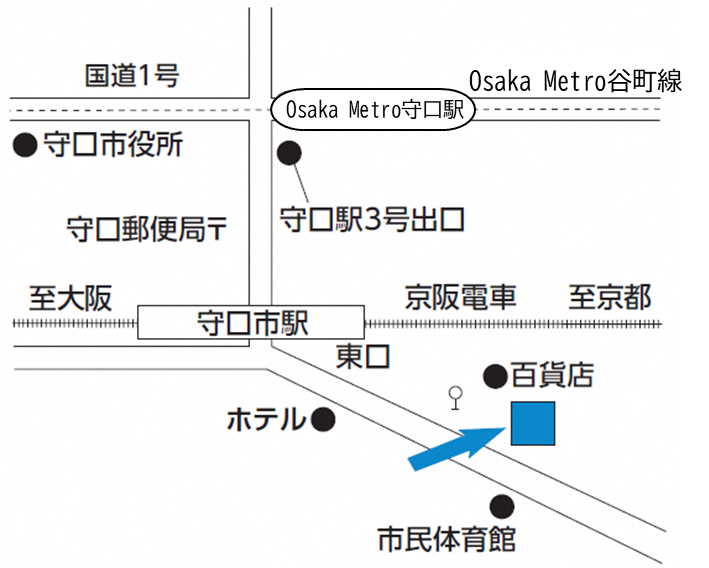 国道1号
Osaka Metro谷町線
Osaka Metro守口駅
守口市役所
守口駅3号出口
守口郵便局〒
至大阪
京阪電車
至京都
守口市駅
東口
百貨店
ホテル
市民体育館